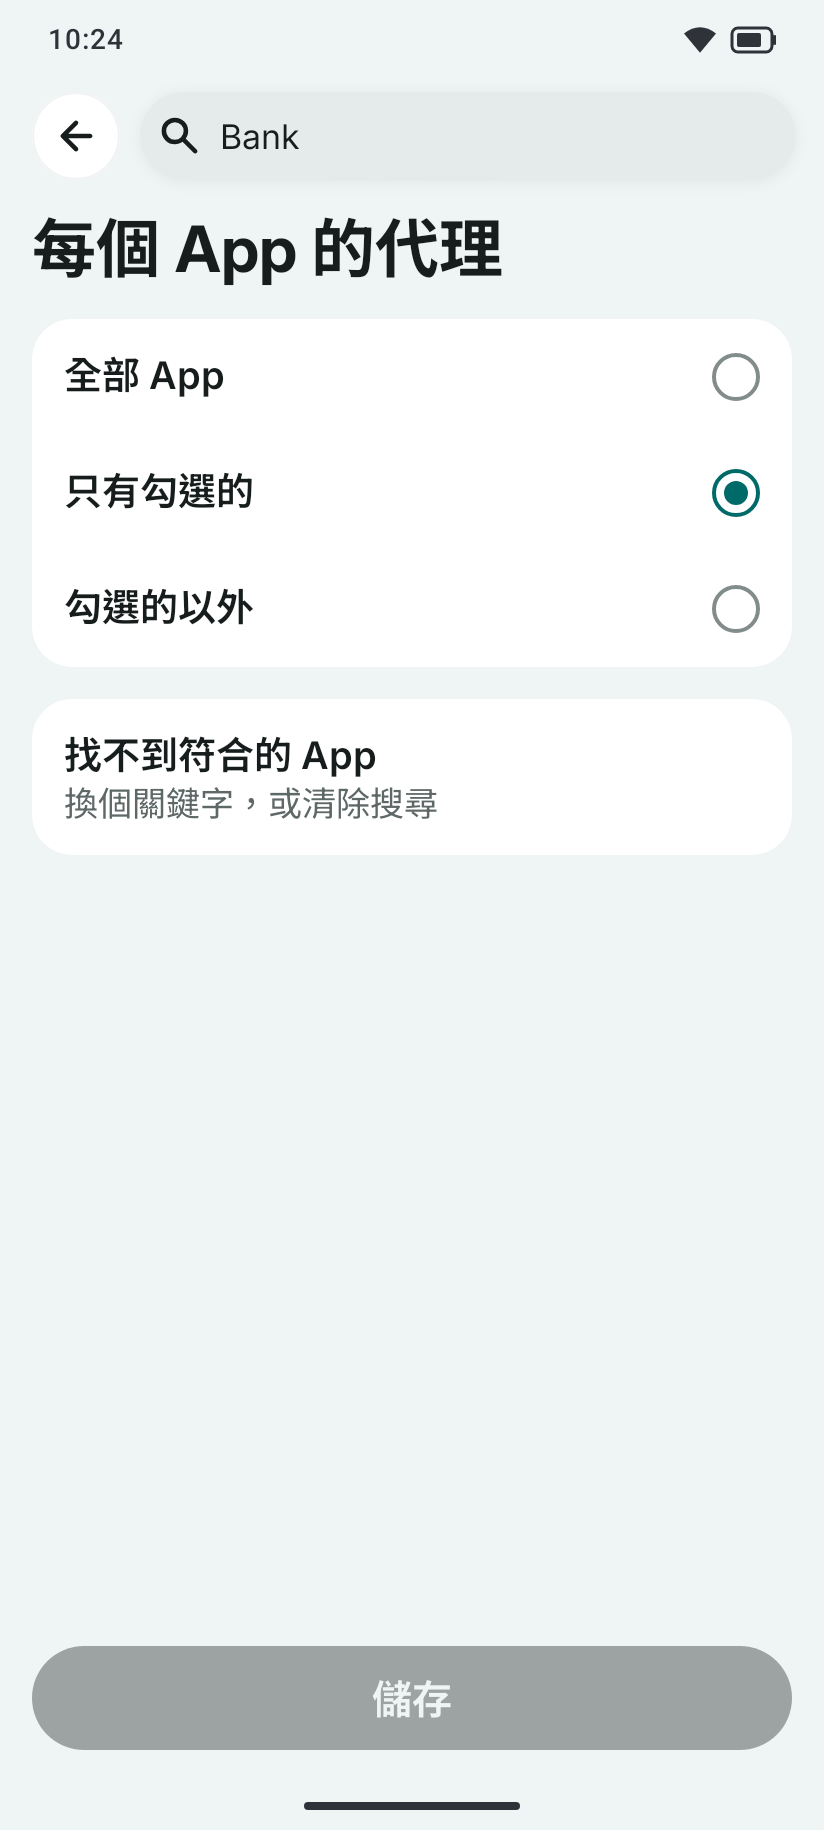 10:24
Bank
每個 App 的代理
全部 App
只有勾選的
勾選的以外
找不到符合的 App
換個關鍵字，或清除搜尋
儲存